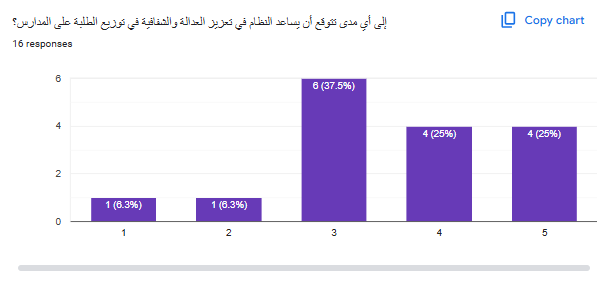 إلى أي مدى تتوقع أن يساعد النظام في تعزيز العدالة والشفافية في توزيع الطلبة على المدارس؟
Copy chart
16 responses
6
4
2
0
1 (6.3%)
1 (6.3%)
6 (37.5%)
4 (25%)
4 (25%)
1 2 3 4 5